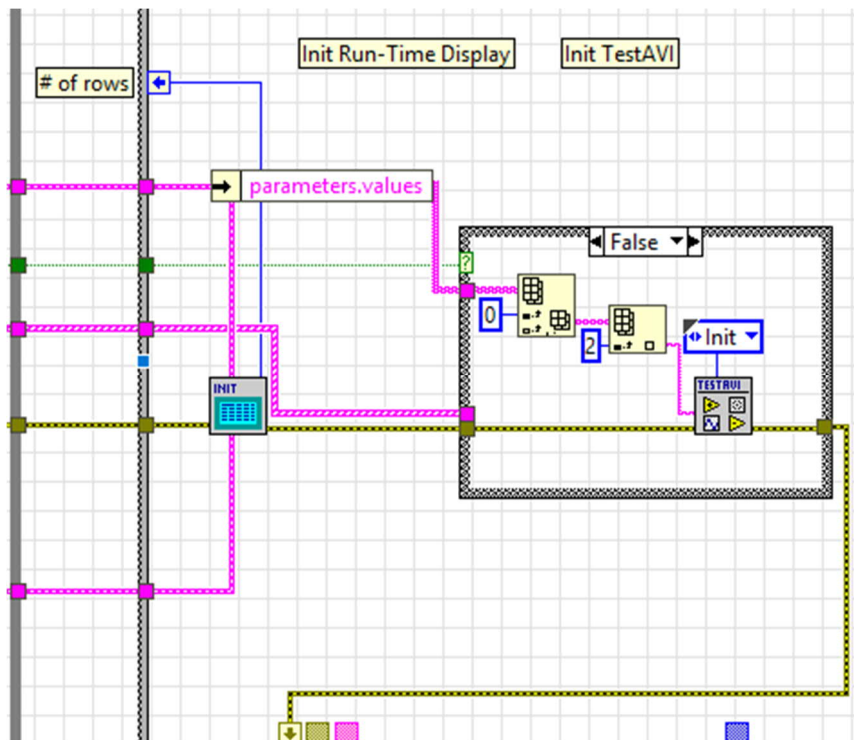 Init Run-Time Display
Init TestAVI
# of rows
parameters.values
False
?
0
2
Init
INIT
TESTAVI